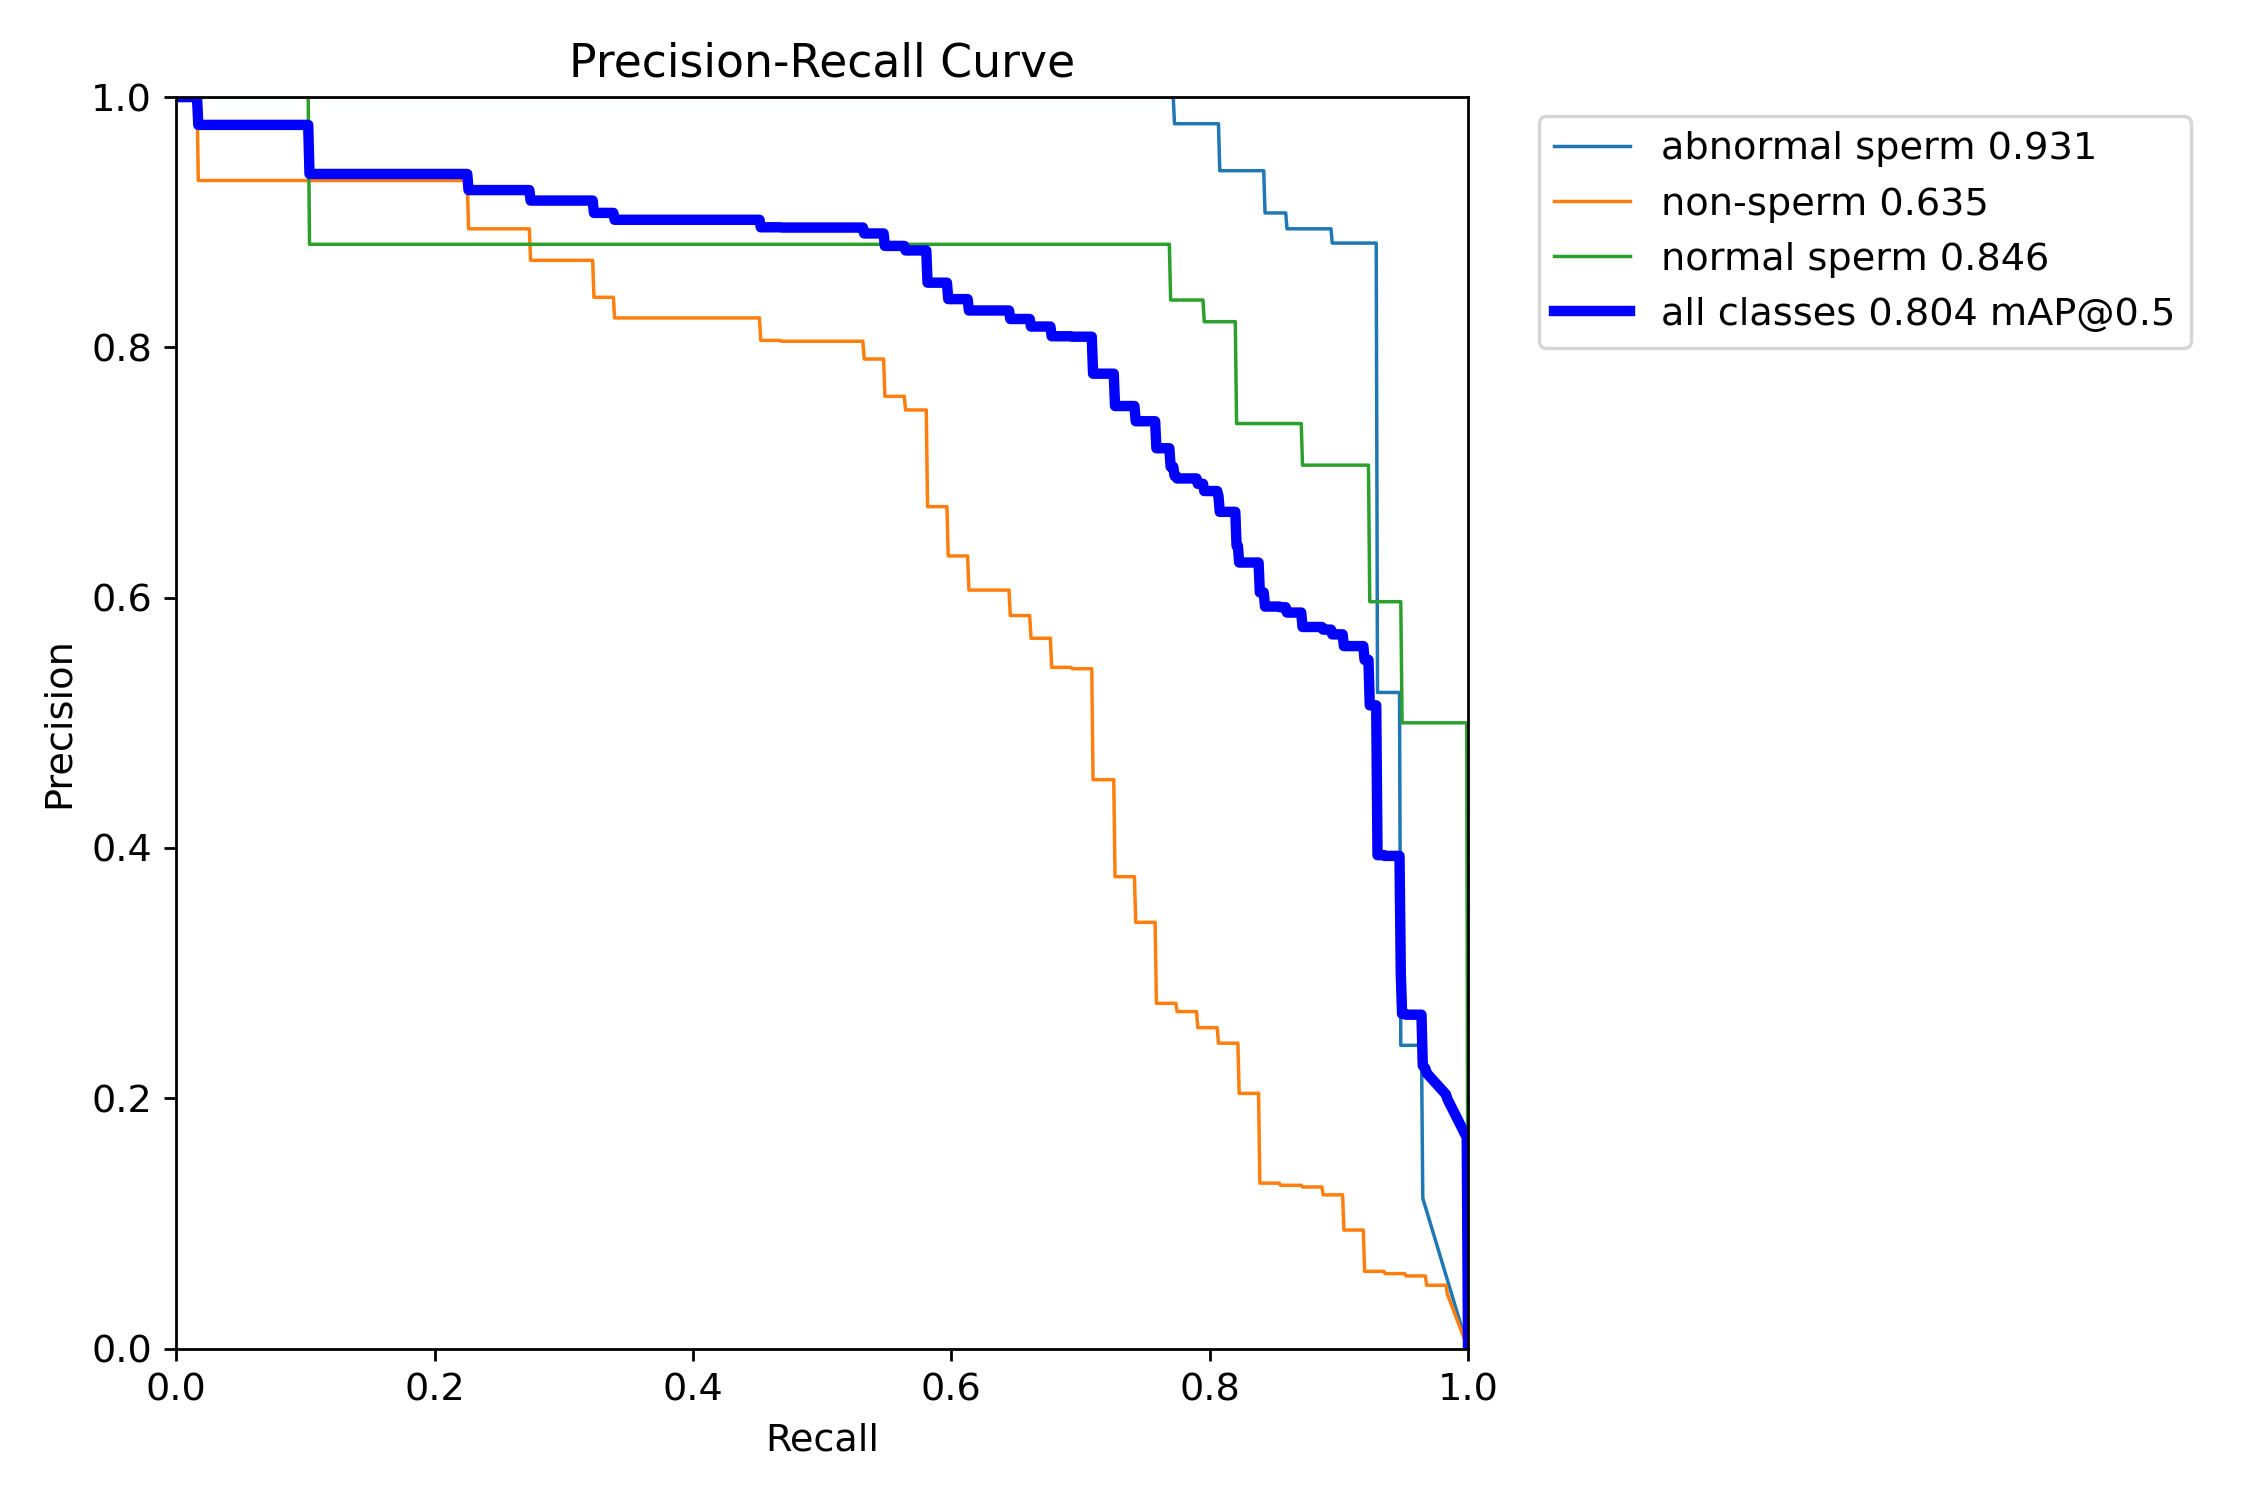 Precision-Recall Curve
1.0
0.8
0.6
0.4
0.2
0.0
Precision
0.0 0.2 0.4 0.6 0.8 1.0
Recall
abnormal sperm 0.931
non-sperm 0.635
normal sperm 0.846
all classes 0.804 mAP@0.5